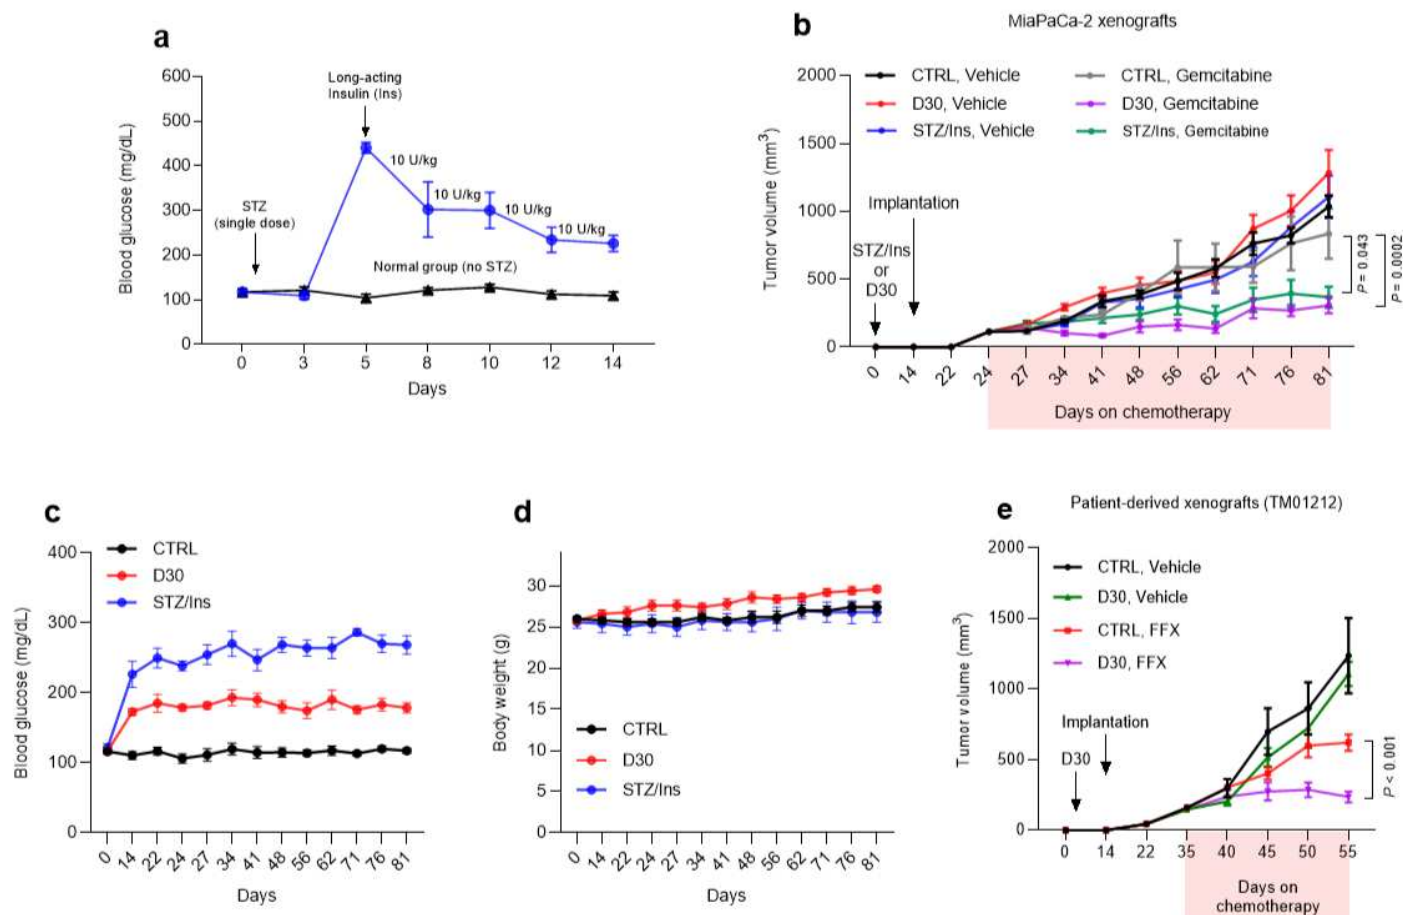 a
Blood glucose (mg/dL)
600
500
400
300
200
100
0
STZ
(single dose)
Long-acting
Insulin (Ins)
10 U/kg
10 U/kg
10 U/kg
10 U/kg
Normal group (no STZ)
0 3 5 8 10 12 14
Days
b
MiaPaCa-2 xenografts
Tumor volume (mm³)
2000
1500
1000
500
0
CTRL, Vehicle
D30, Vehicle
STZ/Ins, Vehicle
CTRL, Gemcitabine
D30, Gemcitabine
STZ/Ins, Gemcitabine
Implantation
STZ/Ins
or
D30
P = 0.043
P = 0.0002
0 14 22 24 27 34 41 48 56 62 71 76 81
Days on chemotherapy
c
Blood glucose (mg/dL)
400
300
200
100
0
CTRL
D30
STZ/Ins
0 14 22 24 27 34 41 48 56 62 71 76 81
Days
d
Body weight (g)
30
25
20
15
10
5
0
CTRL
D30
STZ/Ins
0 14 22 24 27 34 41 48 56 62 71 76 81
Days
e
Patient-derived xenografts (TM01212)
Tumor volume (mm³)
2000
1500
1000
500
0
CTRL, Vehicle
D30, Vehicle
CTRL, FFX
D30, FFX
Implantation
D30
P < 0.001
0 14 22 35 40 45 50 55
Days on
chemotherapy